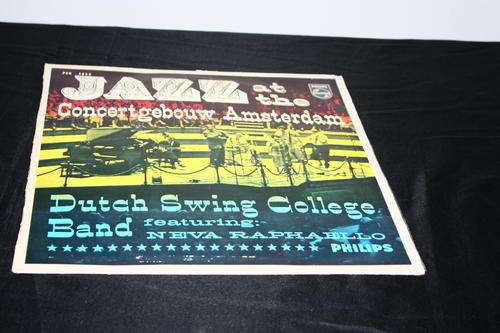 JAZZ at
the
Concertgebouw Amsterdam
Dutch Swing College
Band featuring:-
NEVA RAPHAELLO
PHILIPS